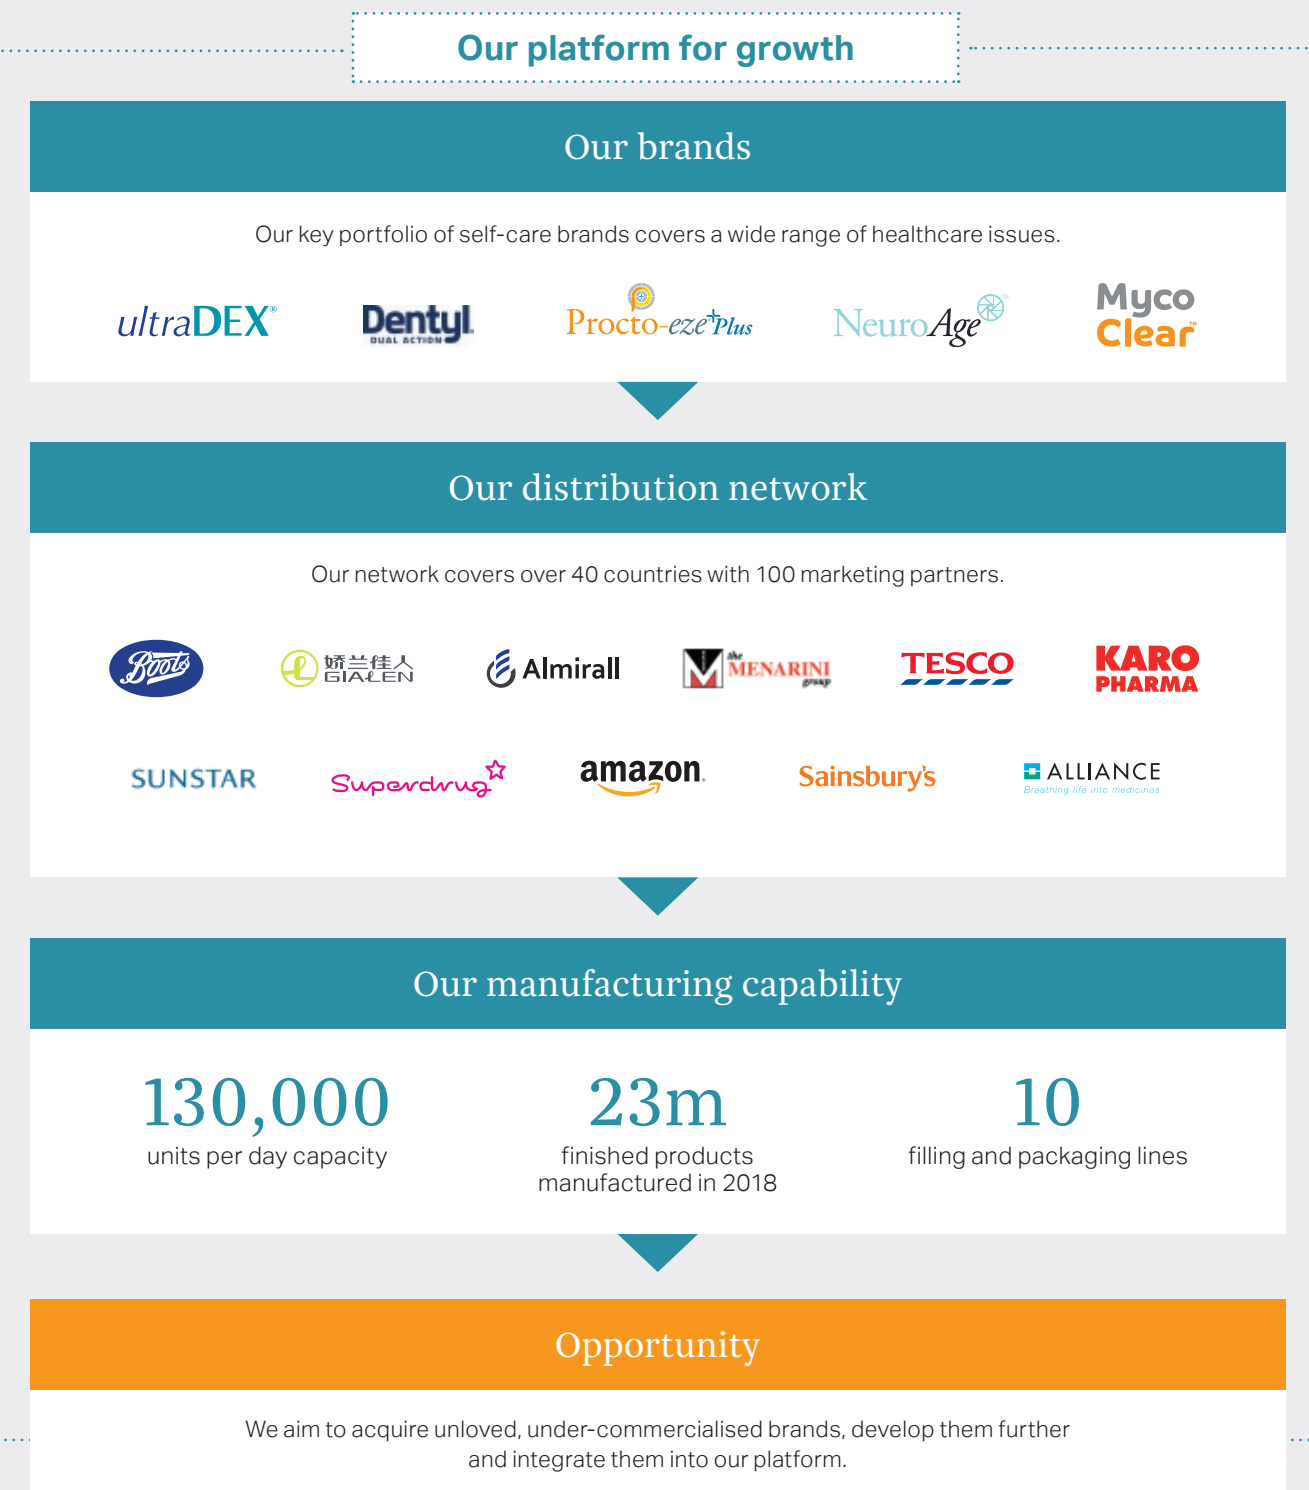 Our platform for growth
Our brands
Our key portfolio of self-care brands covers a wide range of healthcare issues.
ultraDEX®
Dentyl
DUAL ACTION
Procto-eze+Plus
NeuroAge™
Myco
Clear™
Our distribution network
Our network covers over 40 countries with 100 marketing partners.
Boots
娇兰佳人
GIALEN
Almirall
the
MENARINI
group
TESCO
KARO
PHARMA
SUNSTAR
Superdrug
amazon
Sainsbury's
ALLIANCE
Breathing life into medicines
Our manufacturing capability
130,000
units per day capacity
23m
finished products
manufactured in 2018
10
filling and packaging lines
Opportunity
We aim to acquire unloved, under-commercialised brands, develop them further
and integrate them into our platform.